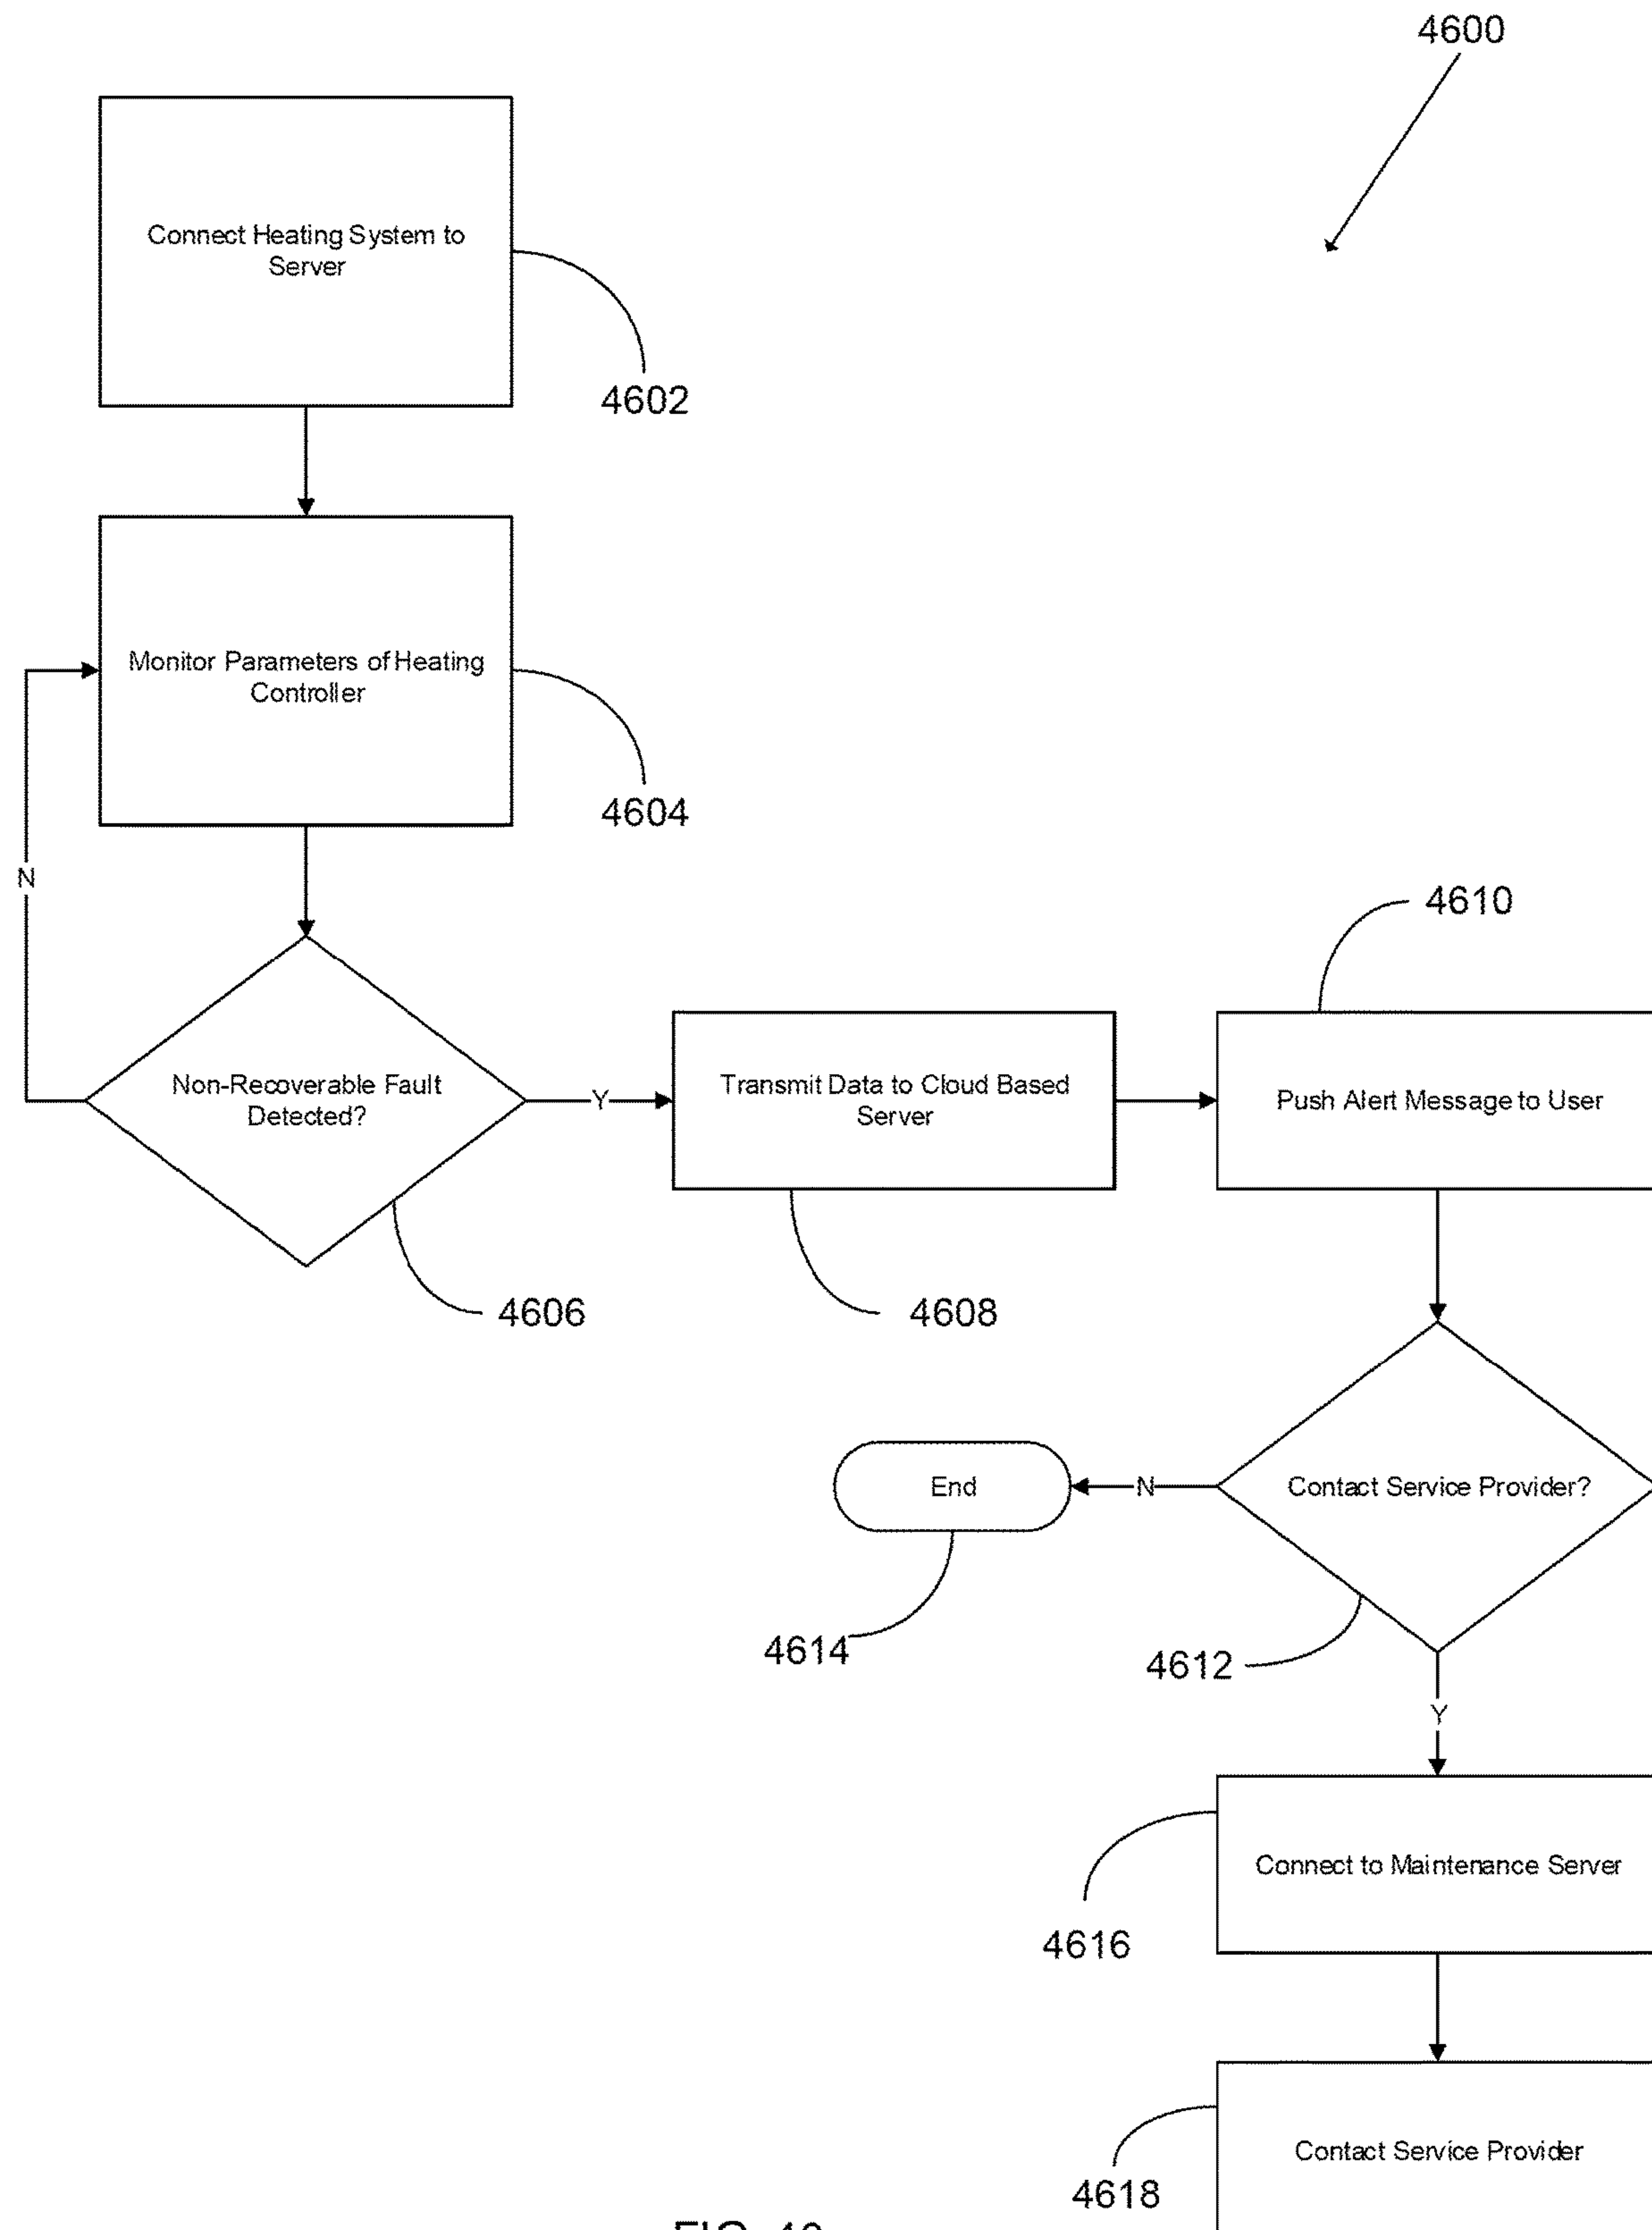 4600
Connect Heating System to
Server
4602
Monitor Parameters of Heating
Controller
4604
N
Non-Recoverable Fault
Detected?
4606
Y
Transmit Data to Cloud Based
Server
4608
4610
Push Alert Message to User
Contact Service Provider?
4612
N
End
4614
Y
Connect to Maintenance Server
4616
Contact Service Provider
4618